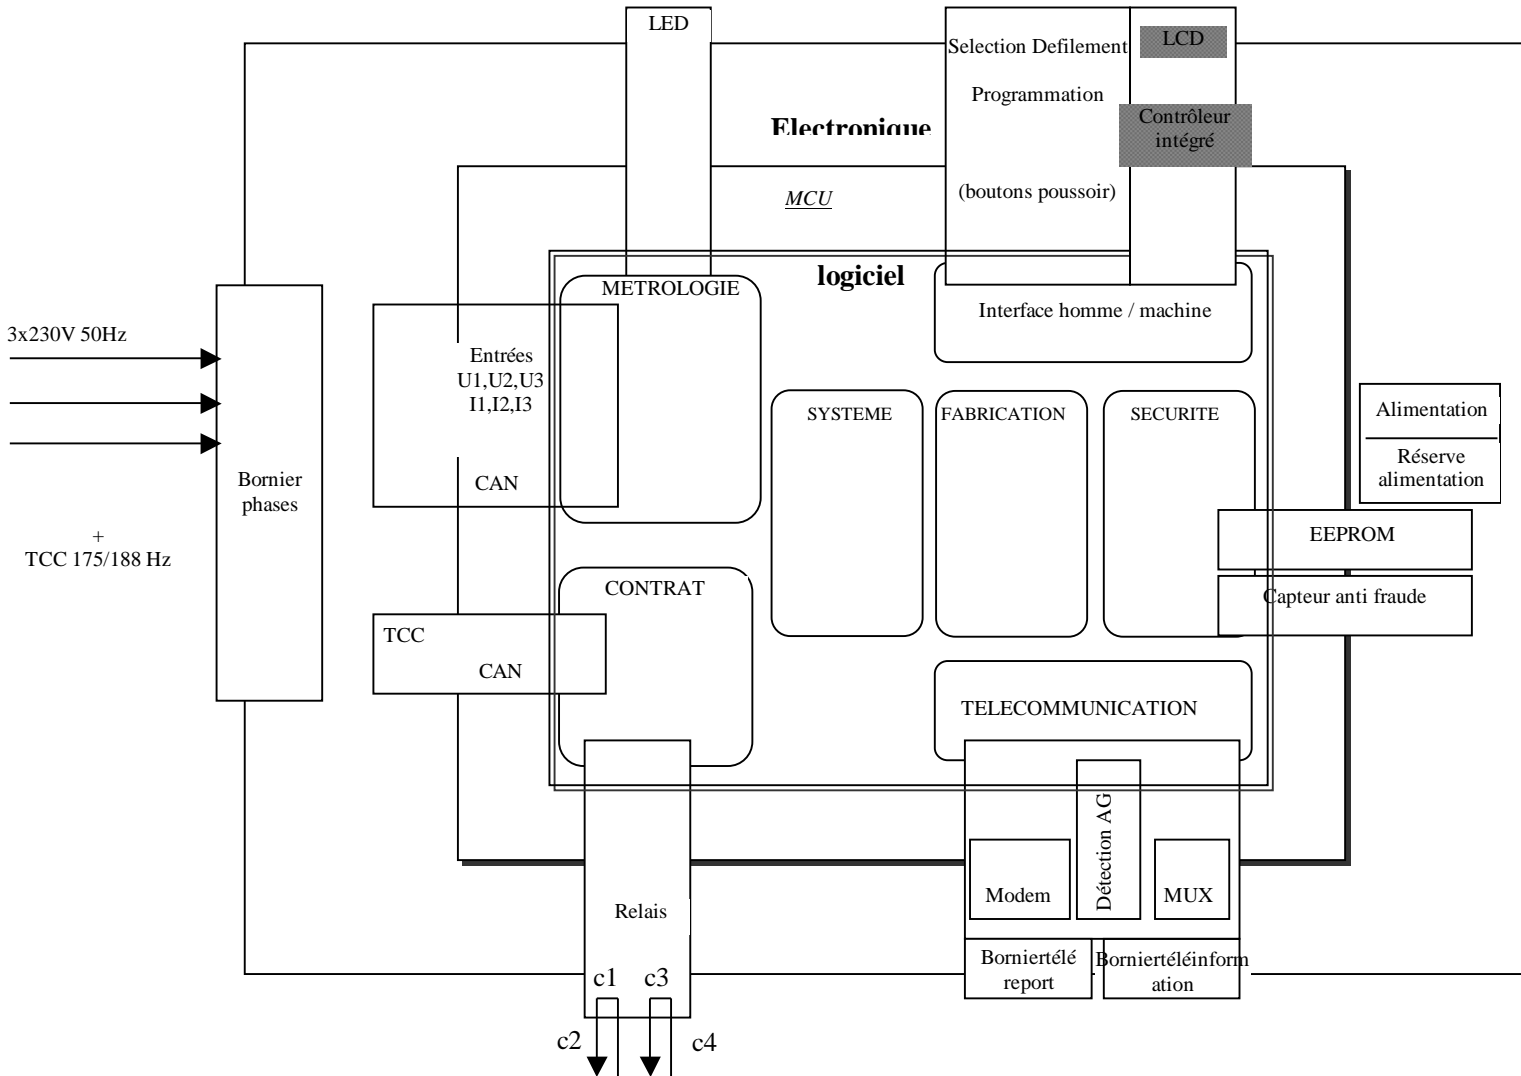 LED
Selection Defilement
LCD
Programmation
Contrôleur
intégré
Electronique
(boutons poussoir)
MCU
logiciel
METROLOGIE
Interface homme / machine
3x230V 50Hz
Entrées
U1,U2,U3
I1,I2,I3
CAN
SYSTEME
FABRICATION
SECURITE
Alimentation
Réserve
alimentation
Bornier
phases
+
TCC 175/188 Hz
EEPROM
Capteur anti fraude
CONTRAT
TCC
CAN
TELECOMMUNICATION
Détection AG
Modem
MUX
Relais
Borniertélé
report
Borniertéléinform
ation
c1
c3
c2
c4